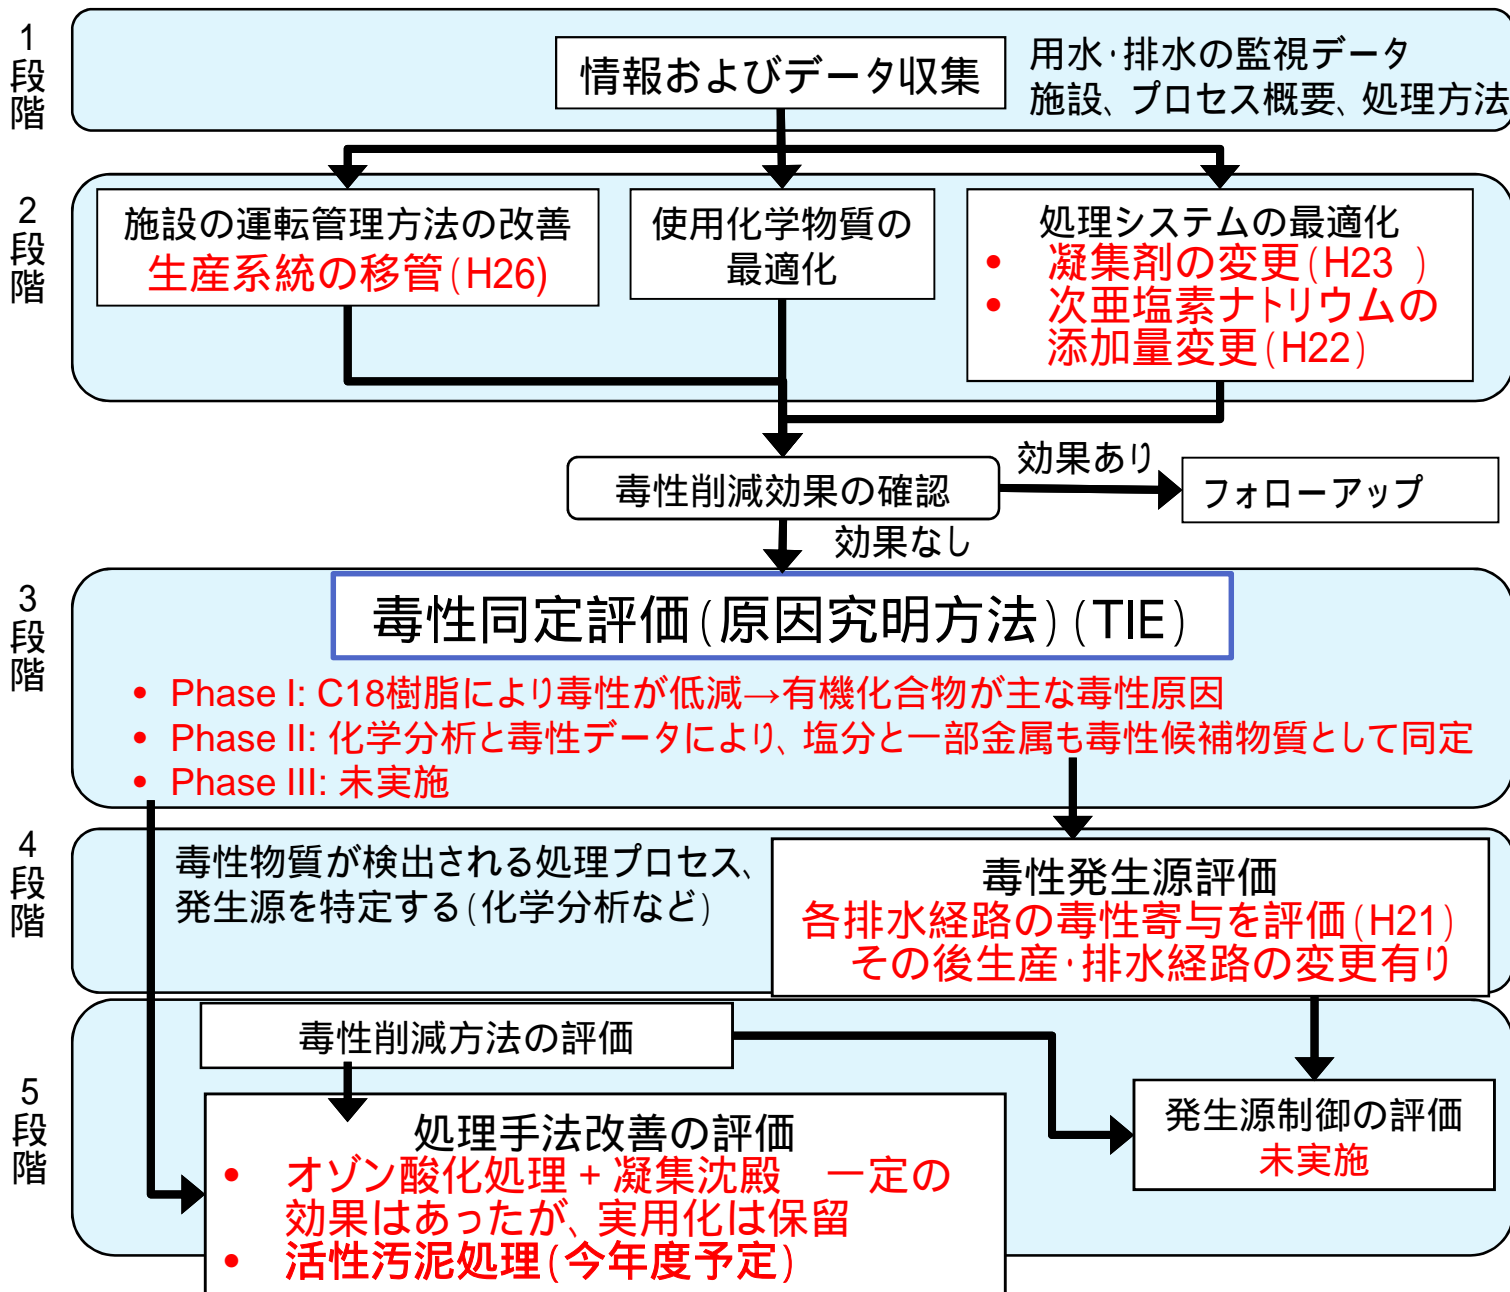 1
段
階
情報およびデータ収集
用水・排水の監視データ
施設、プロセス概要、処理方法
2
段
階
施設の運転管理方法の改善
生産系統の移管(H26)
使用化学物質の
最適化
処理システムの最適化
• 凝集剤の変更(H23 )
• 次亜塩素ナトリウムの
添加量変更(H22)
毒性削減効果の確認
効果あり
フォローアップ
効果なし
3
段
階
毒性同定評価(原因究明方法)(TIE)
• Phase I: C18樹脂により毒性が低減→有機化合物が主な毒性原因
• Phase II: 化学分析と毒性データにより、塩分と一部金属も毒性候補物質として同定
• Phase III: 未実施
4
段
階
毒性物質が検出される処理プロセス、
発生源を特定する(化学分析など)
毒性発生源評価
各排水経路の毒性寄与を評価(H21)
その後生産・排水経路の変更有り
5
段
階
毒性削減方法の評価
処理手法改善の評価
• オゾン酸化処理 + 凝集沈殿　一定の
効果はあったが、実用化は保留
• 活性汚泥処理(今年度予定)
発生源制御の評価
未実施